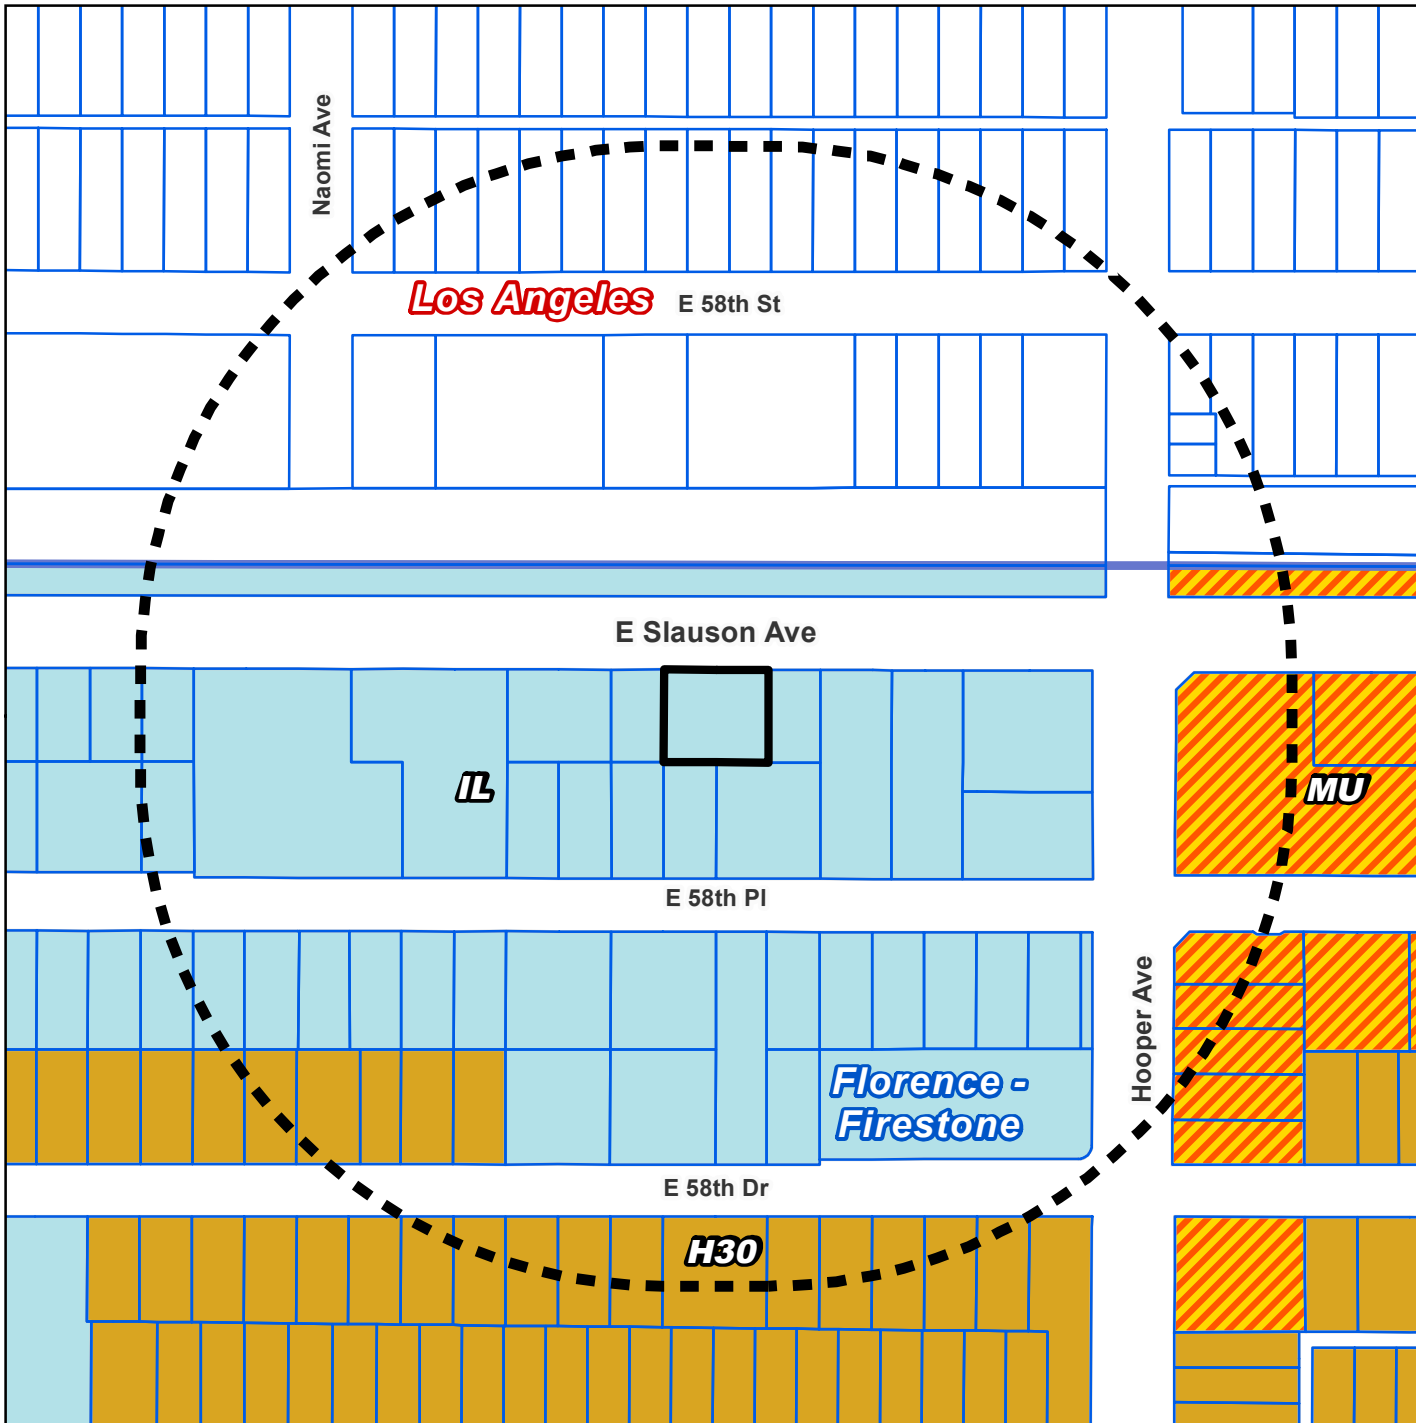 Naomi Ave
Los Angeles
E 58th St
E Slauson Ave
IL
MU
E 58th Pl
Hooper Ave
Florence -
Firestone
E 58th Dr
H30